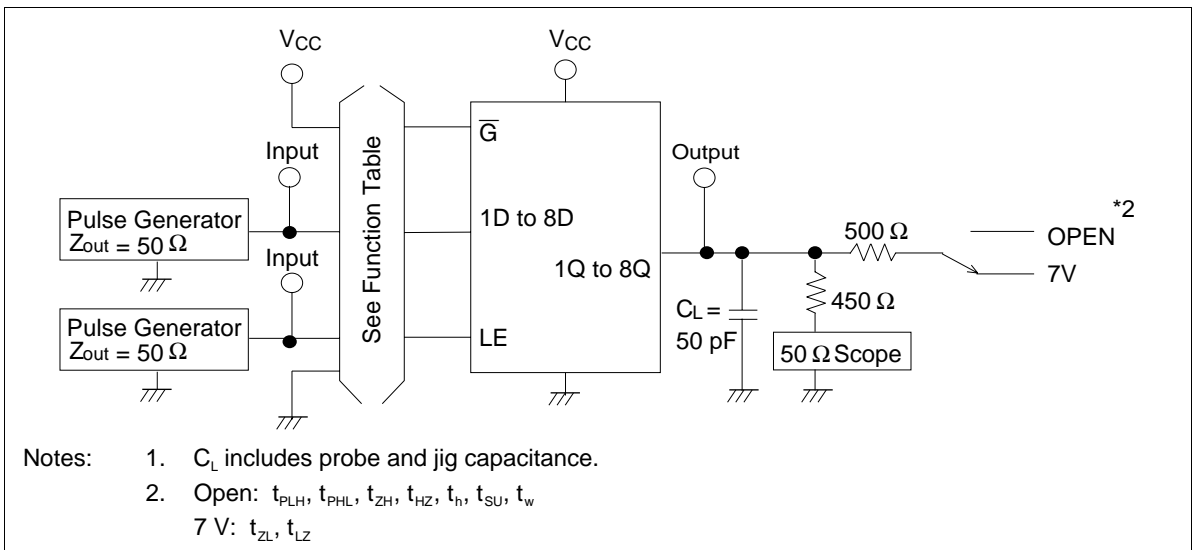 VCC
VCC
G
Input
Output
See Function Table
*2
Pulse Generator
Zout = 50 Ω
1D to 8D
500 Ω
OPEN
Input
1Q to 8Q
7V
CL =
50 pF
450 Ω
Pulse Generator
Zout = 50 Ω
LE
50 Ω Scope
Notes: 1. CL includes probe and jig capacitance.
2. Open: tPLH, tPHL, tZH, tHZ, th, tSU, tw
7 V: tZL, tLZ